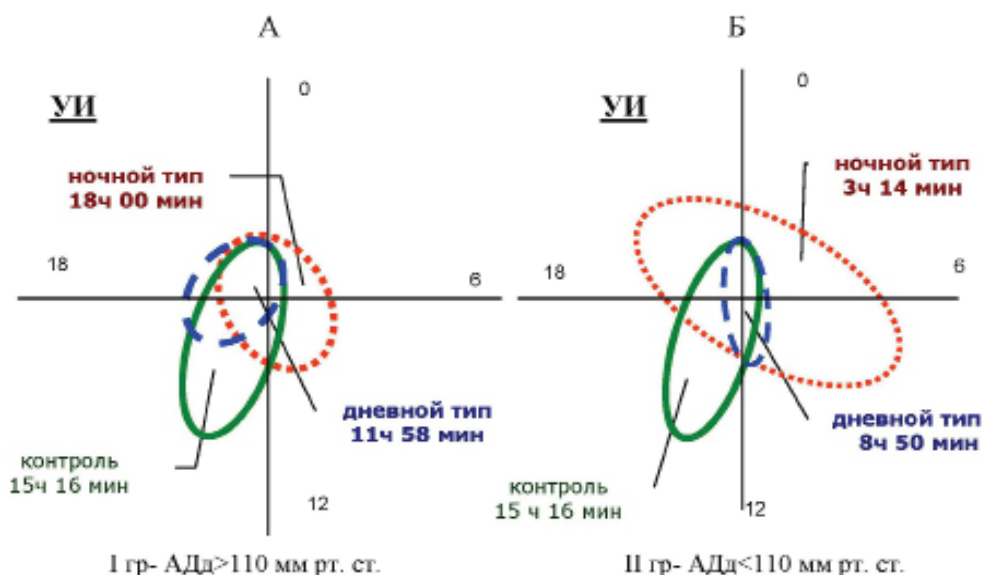 А
Б
0
0
УИ
УИ
ночной тип
18ч 00 мин
ночной тип
3ч 14 мин
18
6
18
6
дневной тип
11ч 58 мин
дневной тип
8ч 50 мин
контроль
15ч 16 мин
контроль
15 ч 16 мин
12
12
I гр- АДд>110 мм рт. ст.
II гр- АДд<110 мм рт. ст.